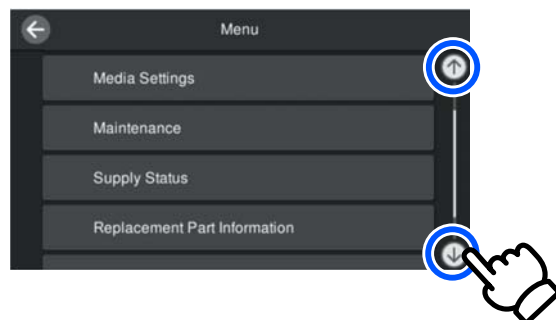 Menu
Media Settings
Maintenance
Supply Status
Replacement Part Information